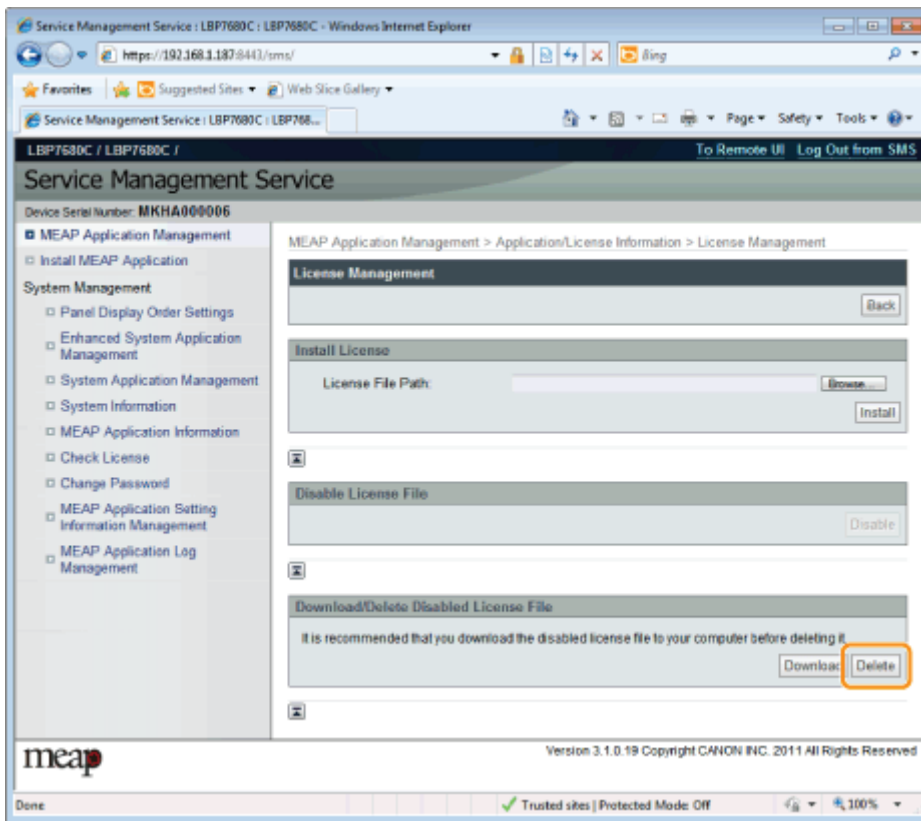 Service Management Service : LBP7680C : LBP7680C - Windows Internet Explorer
https://192.168.1.187:8443/sms/
Bing
Favorites Suggested Sites Web Slice Gallery
Service Management Service : LBP7680C : LBP768...
Page Safety Tools
LBP7680C / LBP7680C /
To Remote UI Log Out from SMS
Service Management Service
Device Serial Number: MKHA000006
MEAP Application Management
Install MEAP Application
System Management
Panel Display Order Settings
Enhanced System Application
Management
System Application Management
System Information
MEAP Application Information
Check License
Change Password
MEAP Application Setting
Information Management
MEAP Application Log
Management
MEAP Application Management > Application/License Information > License Management
License Management
Back
Install License
License File Path:
Browse...
Install
Disable License File
Disable
Download/Delete Disabled License File
It is recommended that you download the disabled license file to your computer before deleting it.
Download Delete
meap
Version 3.1.0.19 Copyright CANON INC. 2011 All Rights Reserved
Done
Trusted sites | Protected Mode: Off
100%